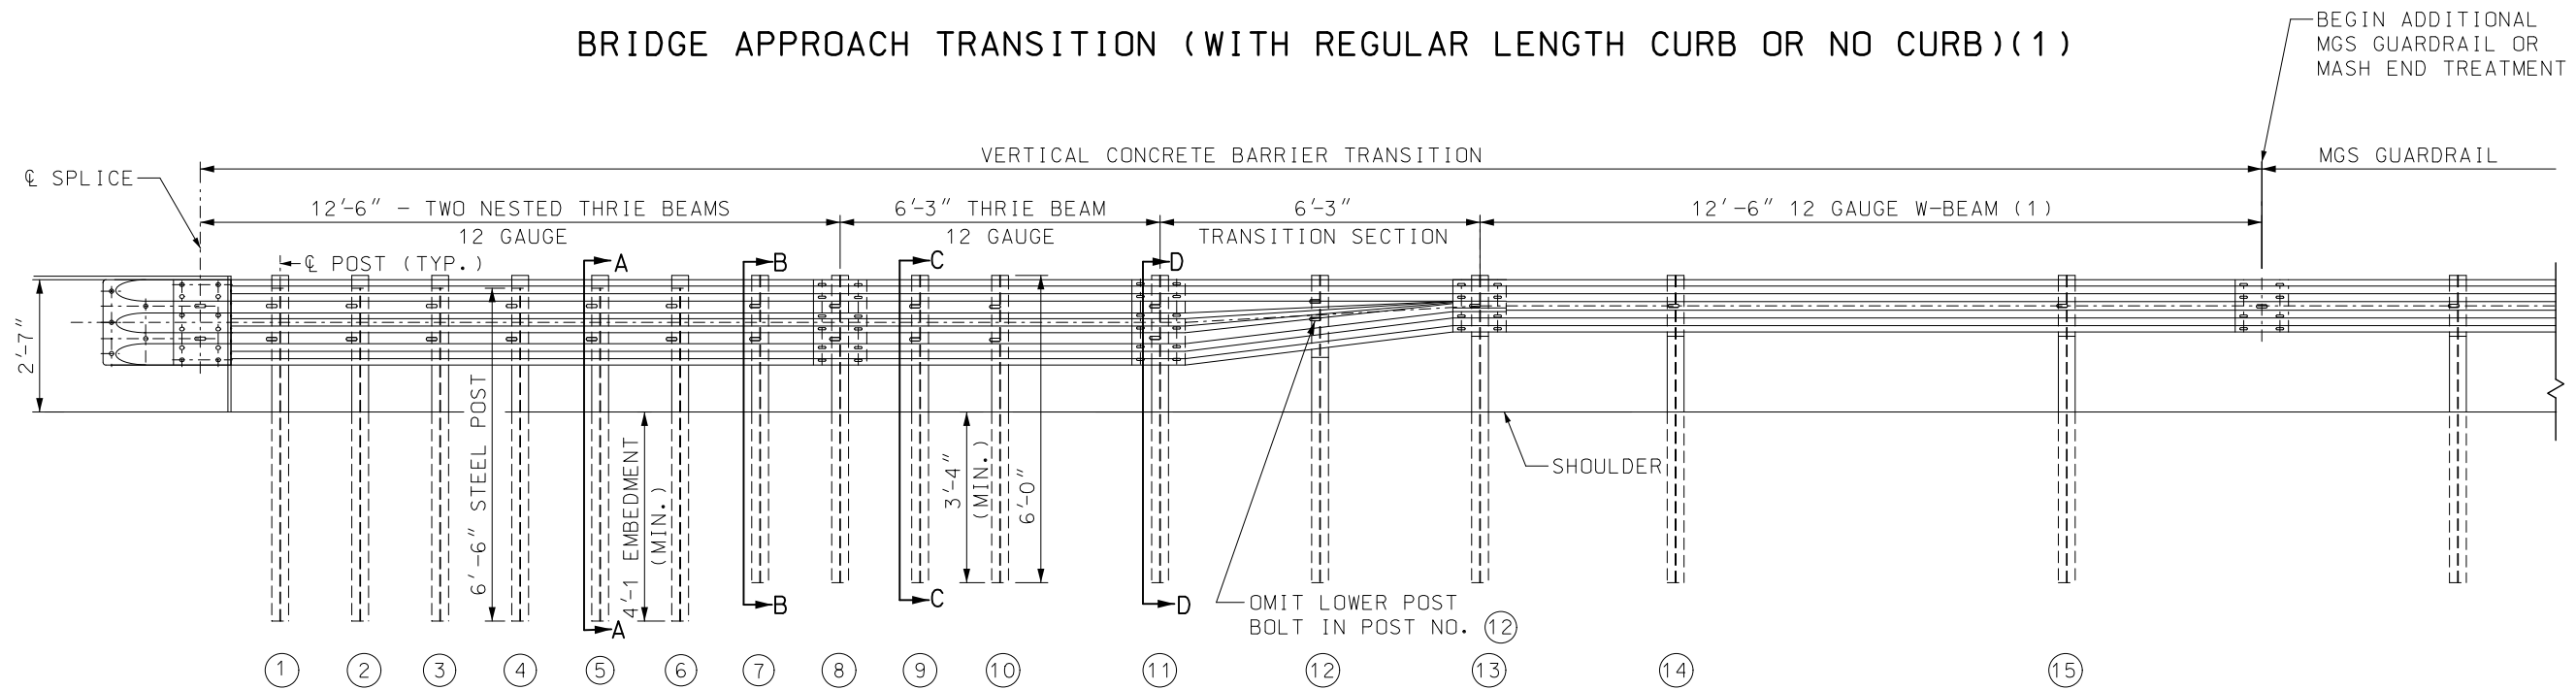 BRIDGE APPROACH TRANSITION (WITH REGULAR LENGTH CURB OR NO CURB)(1)
BEGIN ADDITIONAL
MGS GUARDRAIL OR
MASH END TREATMENT
VERTICAL CONCRETE BARRIER TRANSITION
MGS GUARDRAIL
℄ SPLICE
12'-6" - TWO NESTED THRIE BEAMS
12 GAUGE
6'-3" THRIE BEAM
12 GAUGE
6'-3"
TRANSITION SECTION
12'-6" 12 GAUGE W-BEAM (1)
℄ POST (TYP.)
A
B
C
D
2'-7"
6'-6" STEEL POST
4'-1 EMBEDMENT
(MIN.)
3'-4"
(MIN.)
6'-0"
SHOULDER
A
B
C
D
OMIT LOWER POST
BOLT IN POST NO. 12
1 2 3 4 5 6 7 8 9 10 11 12 13 14 15